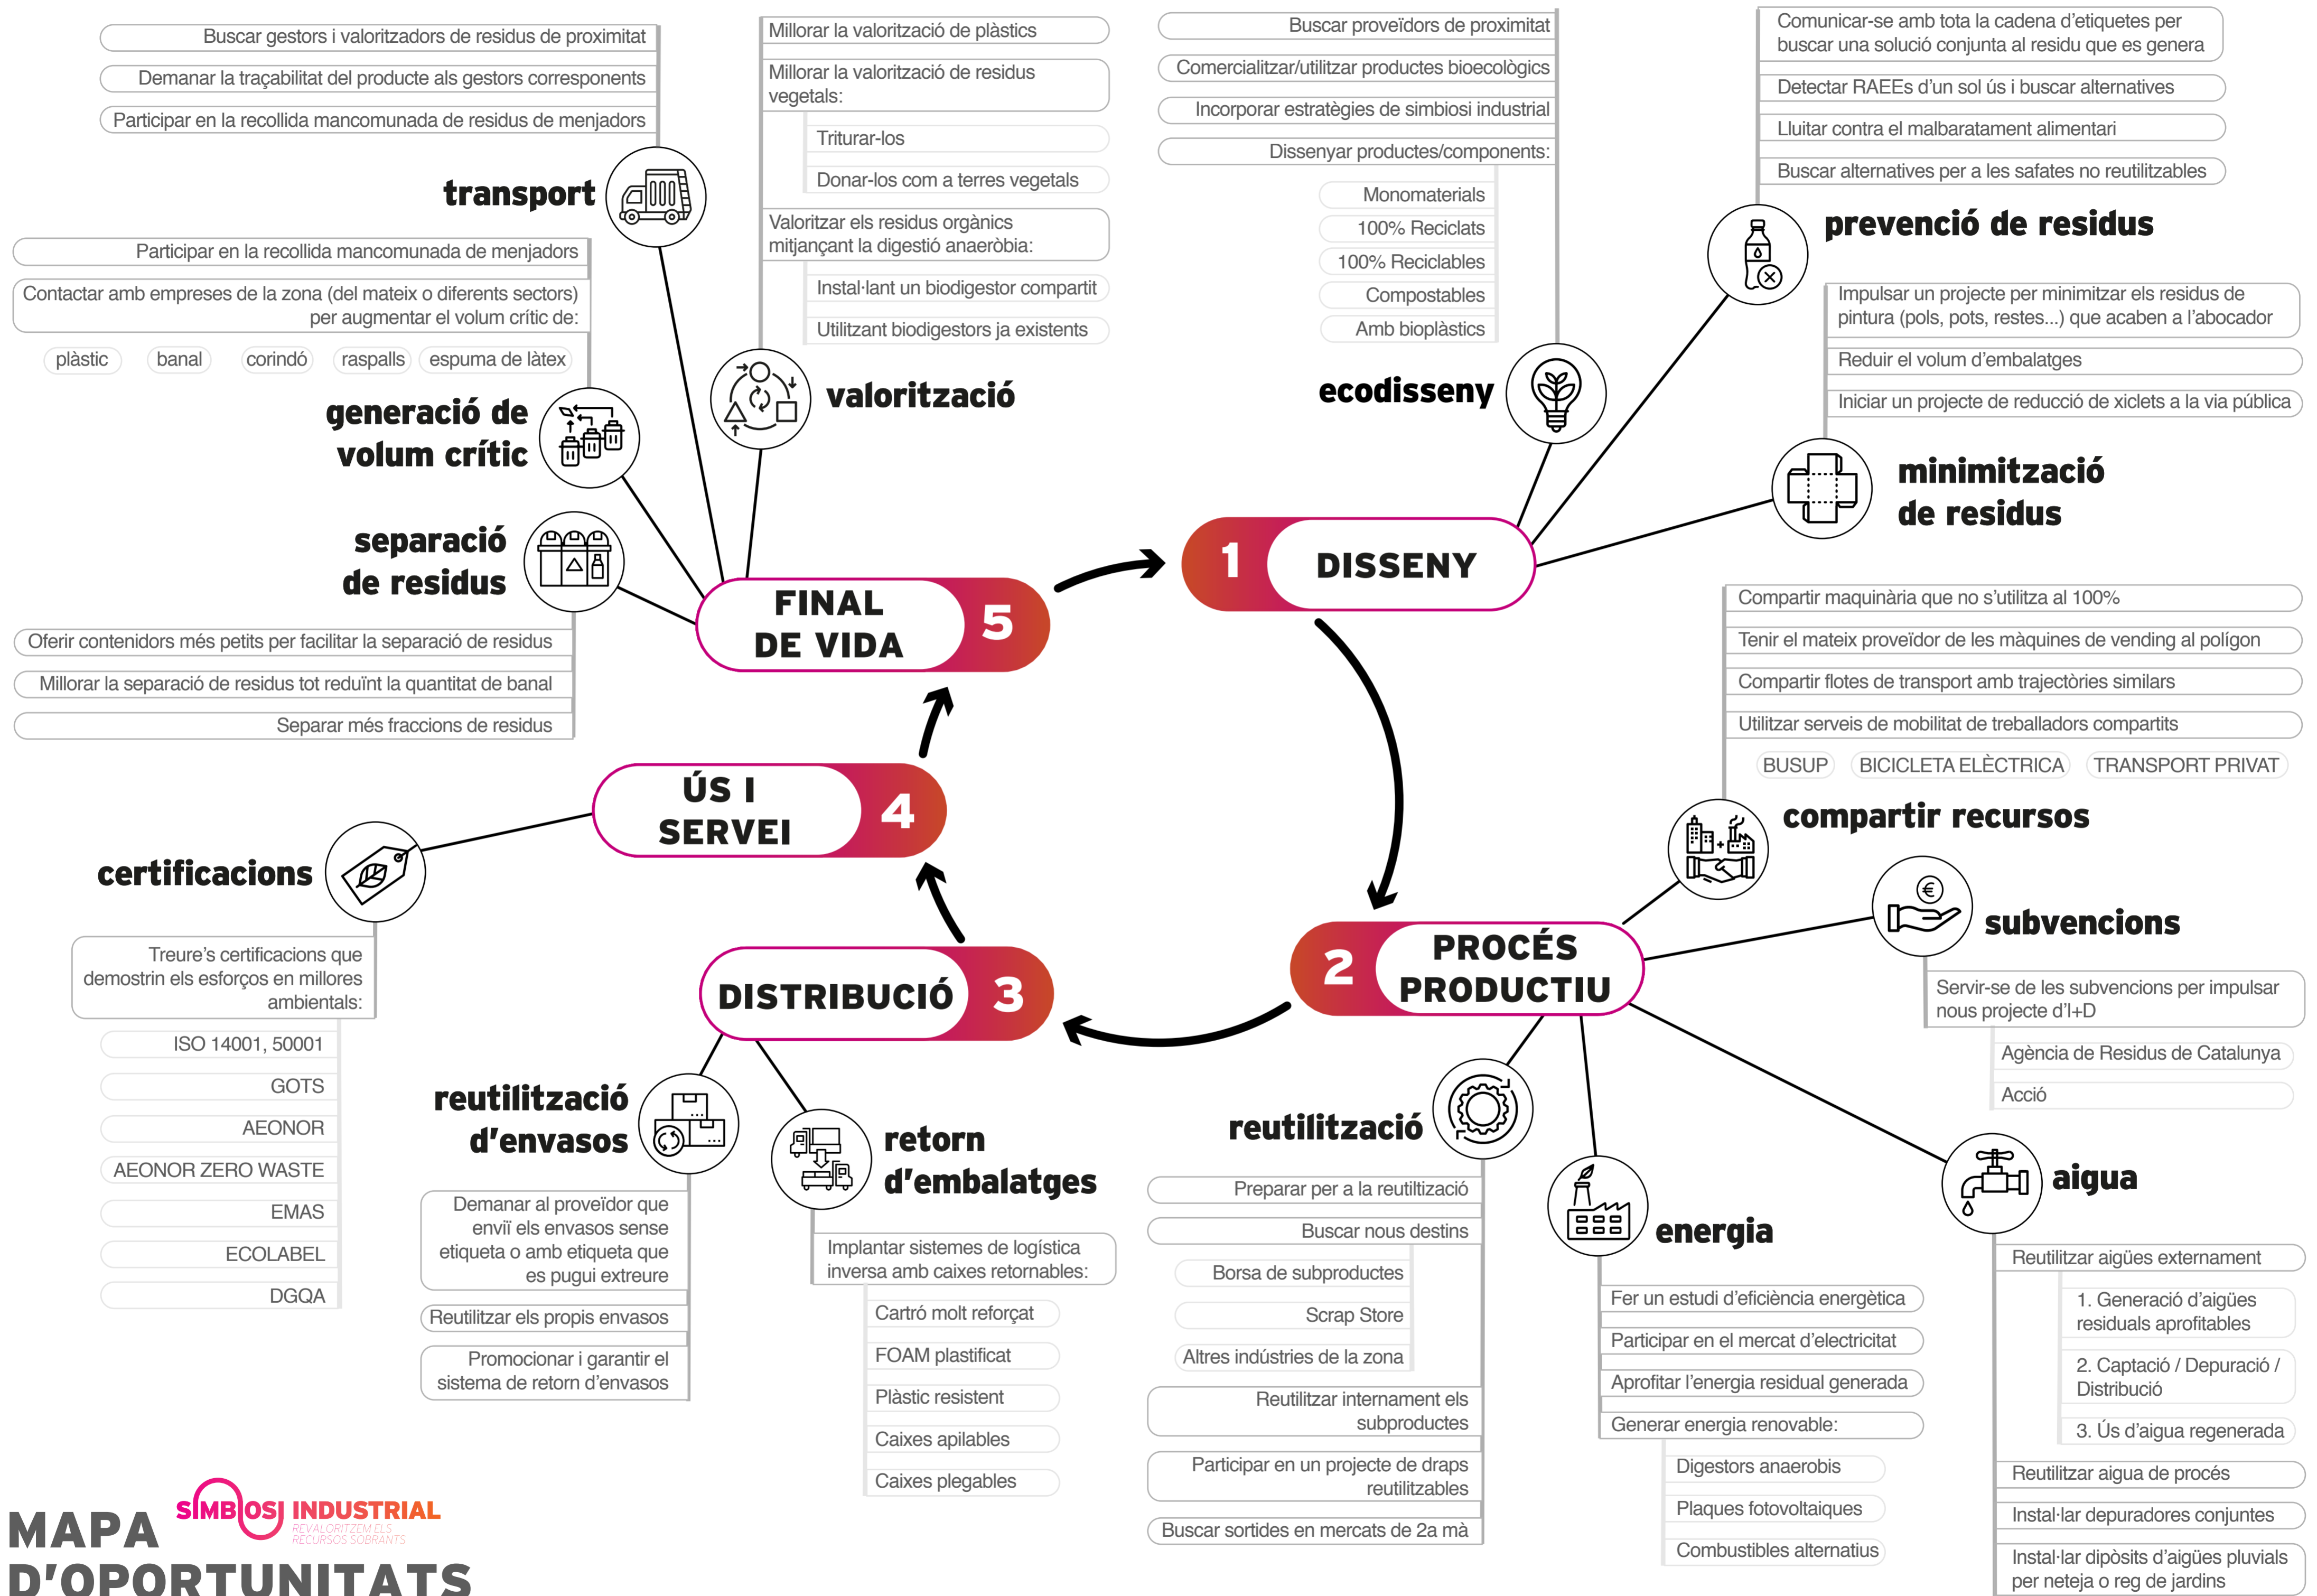 Buscar gestors i valoritzadors de residus de proximitat
Demanar la traçabilitat del producte als gestors corresponents
Participar en la recollida mancomunada de residus de menjadors
transport
Participar en la recollida mancomunada de menjadors
Contactar amb empreses de la zona (del mateix o diferents sectors)
per augmentar el volum crític de:
plàstic
banal
corindó
raspalls
espuma de làtex
generació de
volum crític
separació
de residus
Oferir contenidors més petits per facilitar la separació de residus
Millorar la separació de residus tot reduïnt la quantitat de banal
Separar més fraccions de residus
Millorar la valorització de plàstics
Millorar la valorització de residus
vegetals:
Triturar-los
Donar-los com a terres vegetals
Valoritzar els residus orgànics
mitjançant la digestió anaeròbia:
Instal·lant un biodigestor compartit
Utilitzant biodigestors ja existents
valorització
FINAL
DE VIDA
5
Buscar proveïdors de proximitat
Comercialitzar/utilitzar productes bioecològics
Incorporar estratègies de simbiosi industrial
Dissenyar productes/components:
Monomaterials
100% Reciclats
100% Reciclables
Compostables
Amb bioplàstics
ecodisseny
Comunicar-se amb tota la cadena d'etiquetes per
buscar una solució conjunta al residu que es genera
Detectar RAEEs d'un sol ús i buscar alternatives
Lluitar contra el malbaratament alimentari
Buscar alternatives per a les safates no reutilitzables
prevenció de residus
Impulsar un projecte per minimitzar els residus de
pintura (pols, pots, restes...) que acaben a l'abocador
Reduir el volum d'embalatges
Iniciar un projecte de reducció de xiclets a la via pública
minimització
de residus
1
DISSENY
Compartir maquinària que no s'utilitza al 100%
Tenir el mateix proveïdor de les màquines de vending al polígon
Compartir flotes de transport amb trajectòries similars
Utilitzar serveis de mobilitat de treballadors compartits
BUSUP
BICICLETA ELÈCTRICA
TRANSPORT PRIVAT
compartir recursos
€
subvencions
Servir-se de les subvencions per impulsar
nous projecte d'I+D
Agència de Residus de Catalunya
Acció
2
PROCÉS
PRODUCTIU
aigua
Reutilitzar aigües externament
1. Generació d'aigües
residuals aprofitables
2. Captació / Depuració /
Distribució
3. Ús d'aigua regenerada
Reutilitzar aigua de procés
Instal·lar depuradores conjuntes
Instal·lar dipòsits d'aigües pluvials
per neteja o reg de jardins
energia
Fer un estudi d'eficiència energètica
Participar en el mercat d'electricitat
Aprofitar l'energia residual generada
Generar energia renovable:
Digestors anaerobis
Plaques fotovoltaiques
Combustibles alternatius
reutilització
Preparar per a la reutiltizació
Buscar nous destins
Borsa de subproductes
Scrap Store
Altres indústries de la zona
Reutilitzar internament els
subproductes
Participar en un projecte de draps
reutilitzables
Buscar sortides en mercats de 2a mà
DISTRIBUCIÓ
3
reutilització
d'envasos
Demanar al proveïdor que
enviï els envasos sense
etiqueta o amb etiqueta que
es pugui extreure
Reutilitzar els propis envasos
Promocionar i garantir el
sistema de retorn d'envasos
retorn
d'embalatges
Implantar sistemes de logística
inversa amb caixes retornables:
Cartró molt reforçat
FOAM plastificat
Plàstic resistent
Caixes apilables
Caixes plegables
ÚS I
SERVEI
4
certificacions
Treure's certificacions que
demostrin els esforços en millores
ambientals:
ISO 14001, 50001
GOTS
AEONOR
AEONOR ZERO WASTE
EMAS
ECOLABEL
DGQA
MAPA
D'OPORTUNITATS
SIMBIOSI INDUSTRIAL
REVALORITZEM ELS
RECURSOS SOBRANTS